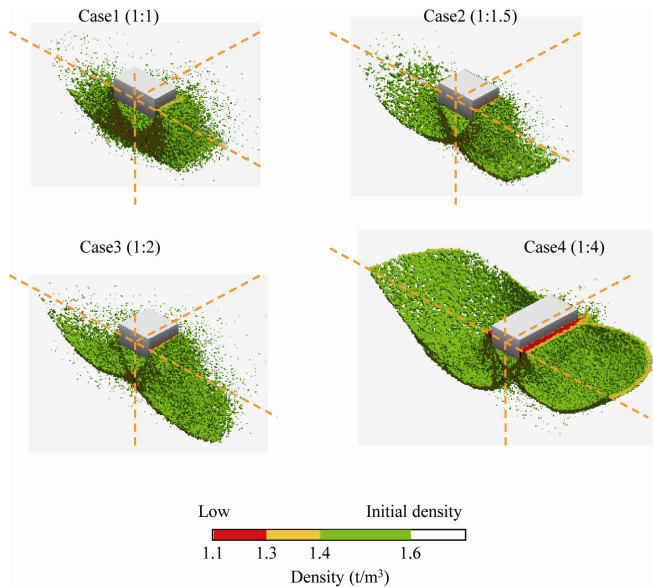 Case1 (1:1)
Case2 (1:1.5)
Case3 (1:2)
Case4 (1:4)
Low Initial density
1.1 1.3 1.4 1.6
Density (t/m³)